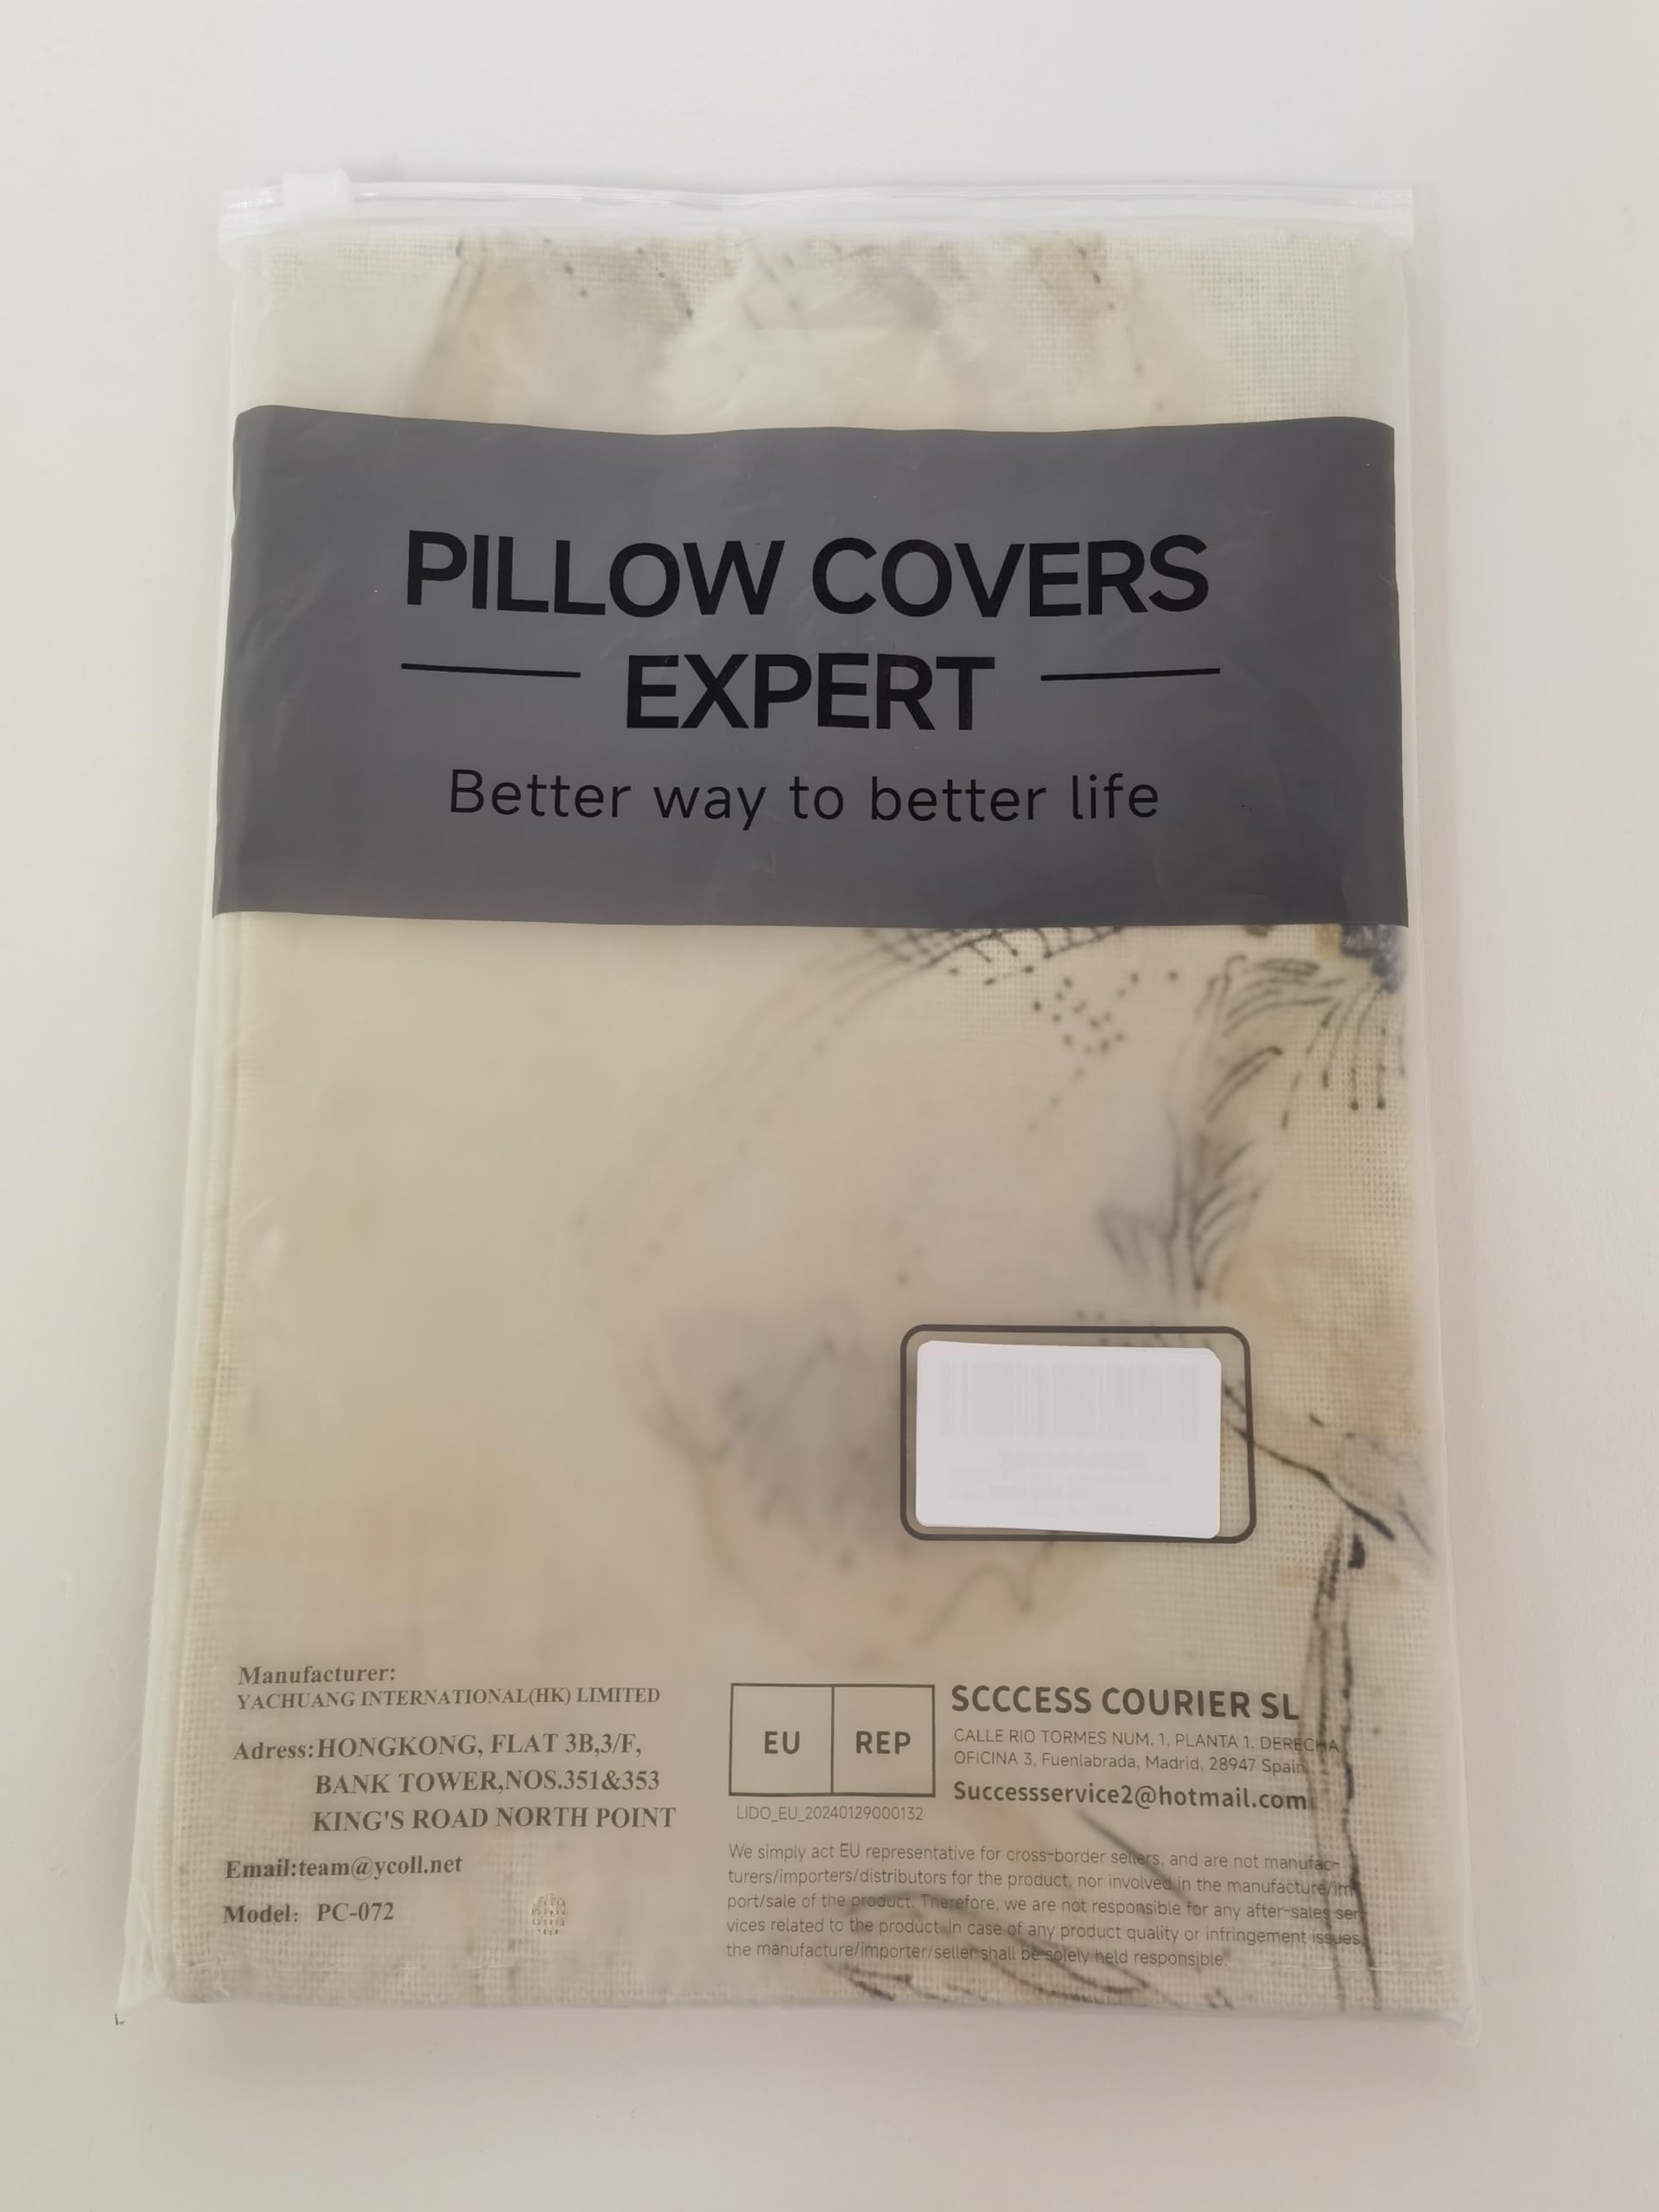 PILLOW COVERS
EXPERT
Better way to better life
Manufacturer:
YACHUANG INTERNATIONAL(HK) LIMITED
Adress:HONGKONG, FLAT 3B,3/F,
BANK TOWER,NOS.351&353
KING'S ROAD NORTH POINT
Email:team@ycoll.net
Model: PC-072
EU REP
LIDO_EU_20240129000132
SCCCESS COURIER SL
CALLE RIO TORMES NUM. 1, PLANTA 1, DERECHA,
OFICINA 3, Fuenlabrada, Madrid, 28947 Spain
Successservice2@hotmail.com
We simply act EU representative for cross-border sellers, and are not manufac-
turers/importers/distributors for the product, nor involved in the manufacture/im
port/sale of the product. Therefore, we are not responsible for any after-sales ser
vices related to the product. In case of any product quality or infringement issues,
the manufacture/importer/seller shall be solely held responsible.